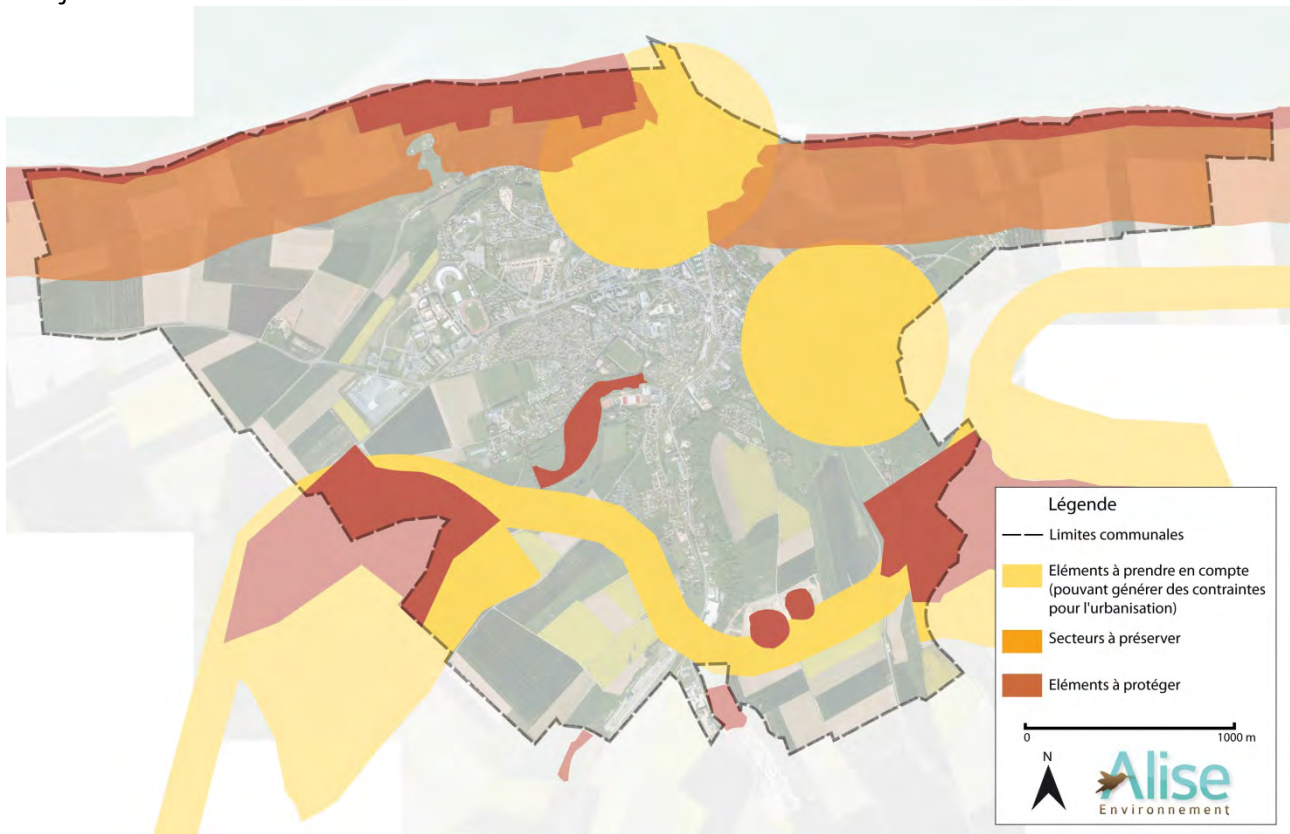 Légende
Limites communales
Eléments à prendre en compte
(pouvant générer des contraintes
pour l'urbanisation)
Secteurs à préserver
Eléments à protéger
0 1000 m
N
Alise
Environnement